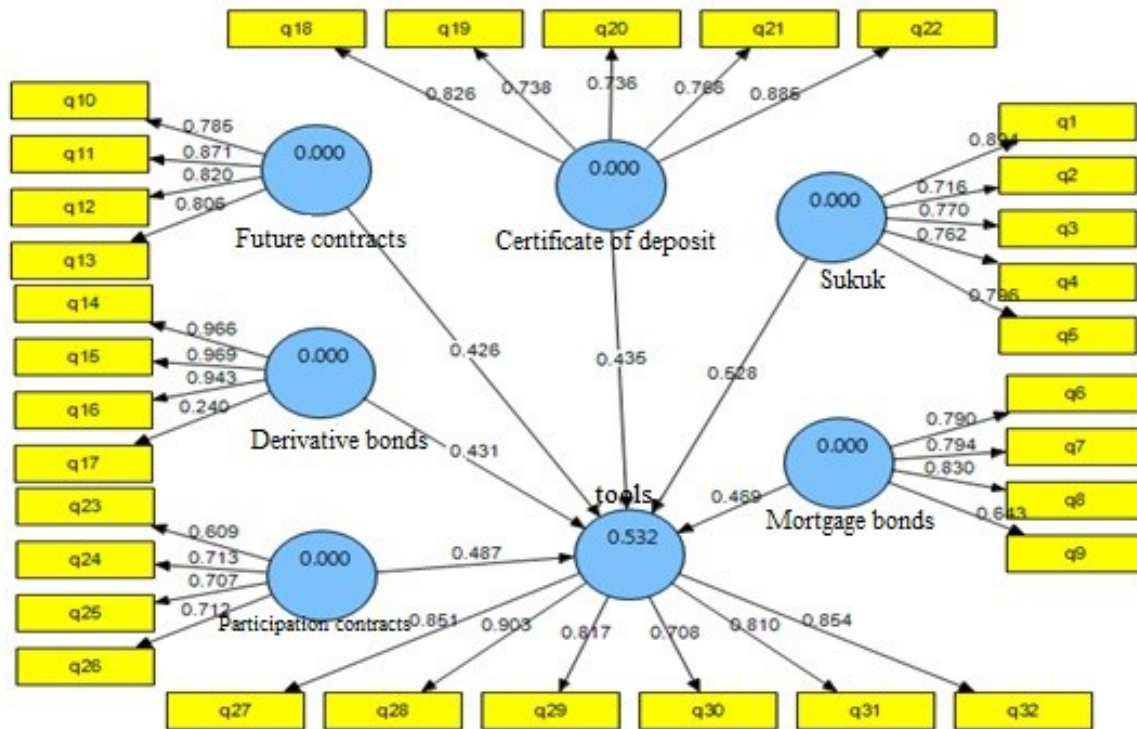 q18
q19
q20
q21
q22
0.826
0.738
0.736
0.766
0.885
q10
q11
q12
q13
0.785
0.871
0.820
0.806
0.000
Future contracts
0.000
Certificate of deposit
0.000
Sukuk
0.894
0.716
0.770
0.762
0.796
q1
q2
q3
q4
q5
q14
q15
q16
q17
0.966
0.969
0.943
0.240
0.000
Derivative bonds
0.426
0.435
0.528
0.431
0.000
Mortgage bonds
0.790
0.794
0.830
0.643
q6
q7
q8
q9
q23
q24
q25
q26
0.609
0.713
0.707
0.712
0.000
Participation contracts
0.487
0.489
tools
0.532
0.851
0.903
0.817
0.708
0.810
0.854
q27
q28
q29
q30
q31
q32